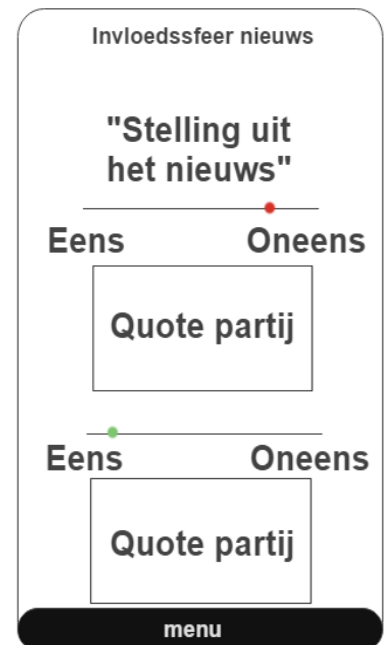 Invloedssfeer nieuws
"Stelling uit
het nieuws"
Eens Oneens
Quote partij
Eens Oneens
Quote partij
menu